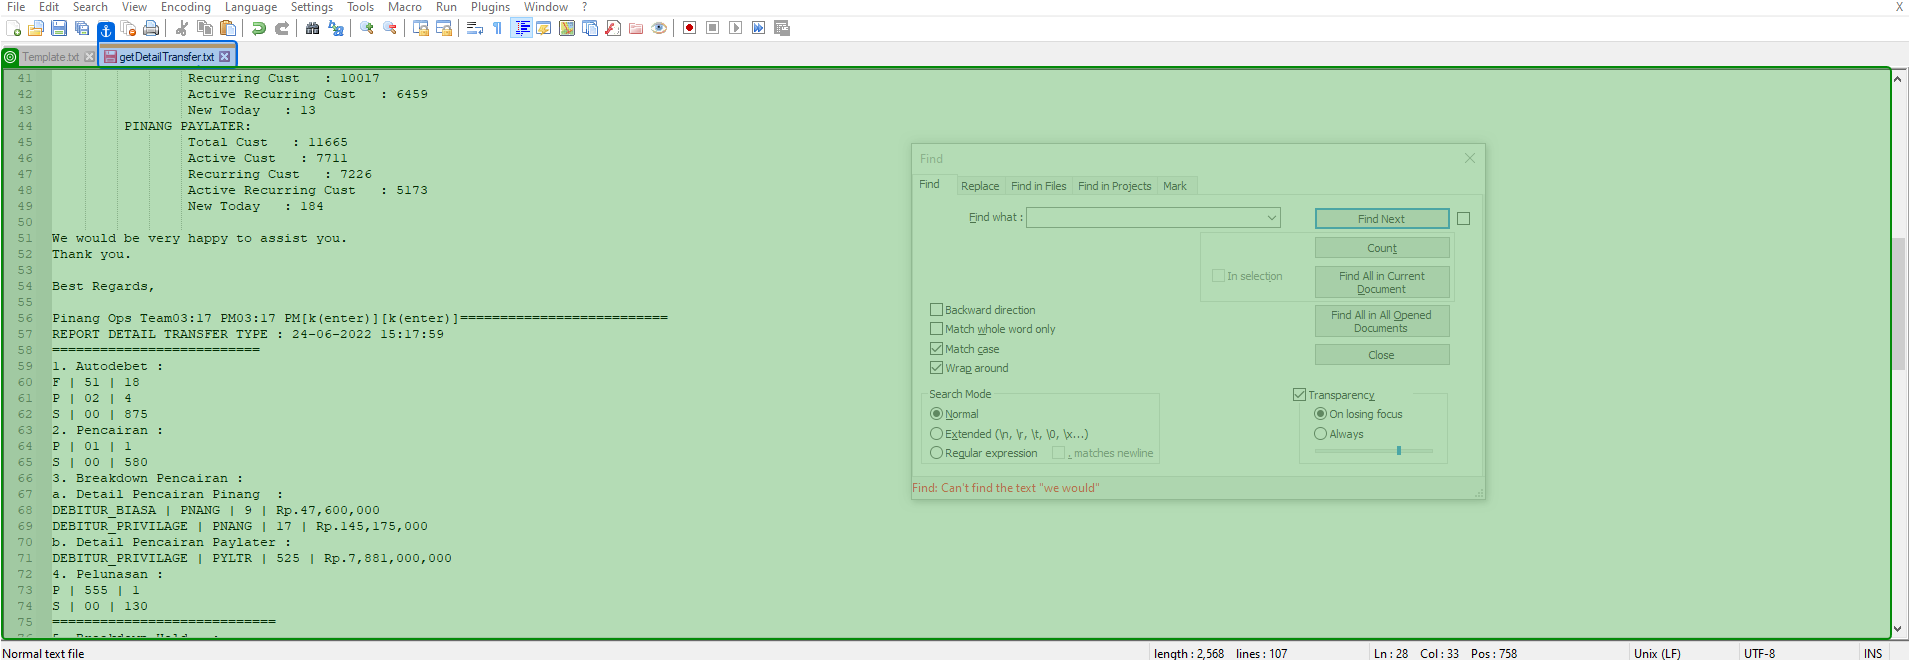 File Edit Search View Encoding Language Settings Tools Macro Run Plugins Window ? X
Template.txt getDetailTransfer.txt
41 Recurring Cust : 10017
42 Active Recurring Cust : 6459
43 New Today : 13
44 PINANG PAYLATER:
45 Total Cust : 11665
46 Active Cust : 7711
47 Recurring Cust : 7226
48 Active Recurring Cust : 5173
49 New Today : 184
50
51 We would be very happy to assist you.
52 Thank you.
53
54 Best Regards,
55
56 Pinang Ops Team03:17 PM03:17 PM[k(enter)][k(enter)]==========================
57 REPORT DETAIL TRANSFER TYPE : 24-06-2022 15:17:59
58 ==========================
59 1. Autodebet :
60 F | 51 | 18
61 P | 02 | 4
62 S | 00 | 875
63 2. Pencairan :
64 P | 01 | 1
65 S | 00 | 580
66 3. Breakdown Pencairan :
67 a. Detail Pencairan Pinang :
68 DEBITUR_BIASA | PNANG | 9 | Rp.47,600,000
69 DEBITUR_PRIVILAGE | PNANG | 17 | Rp.145,175,000
70 b. Detail Pencairan Paylater :
71 DEBITUR_PRIVILAGE | PYLTR | 525 | Rp.7,881,000,000
72 4. Pelunasan :
73 P | 555 | 1
74 S | 00 | 130
75 ============================
Find
Find Replace Find in Files Find in Projects Mark
Find what : Find Next
Count
In selection Find All in Current
Document
Find All in All Opened
Documents
Close
Backward direction
Match whole word only
Match case
Wrap around
Search Mode
Normal
Extended (\n, \r, \t, \0, \x...)
Regular expression . matches newline
Transparency
On losing focus
Always
Find: Can't find the text "we would"
Normal text file length : 2,568 lines : 107 Ln : 28 Col : 33 Pos : 758 Unix (LF) UTF-8 INS